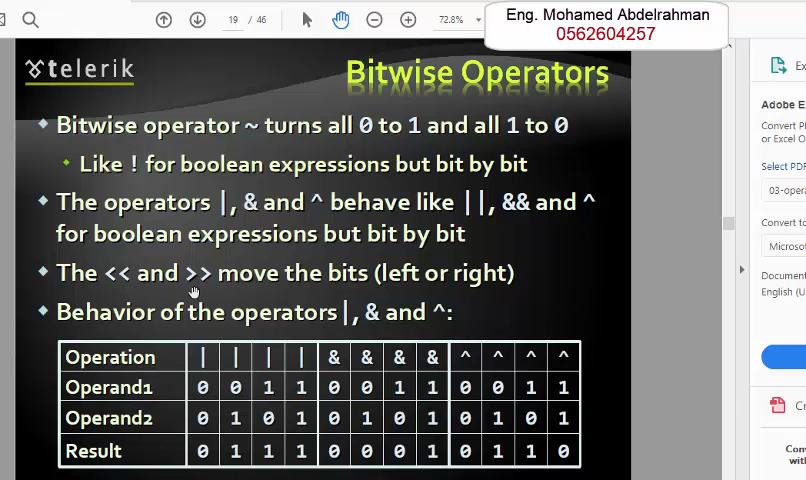 19 / 46
72.8%
Eng. Mohamed Abdelrahman
0562604257
telerik
Bitwise Operators
Bitwise operator ~ turns all 0 to 1 and all 1 to 0
Like ! for boolean expressions but bit by bit
The operators |, & and ^ behave like ||, && and ^
for boolean expressions but bit by bit
The << and >> move the bits (left or right)
Behavior of the operators|, & and ^:
Operation | | | | & & & & ^ ^ ^ ^
Operand1 0 0 1 1 0 0 1 1 0 0 1 1
Operand2 0 1 0 1 0 1 0 1 0 1 0 1
Result 0 1 1 1 0 0 0 1 0 1 1 0
Adobe Ex
Convert P
or Excel O
Select PDF
03-opera
Convert to
Microso
Documen
English (U